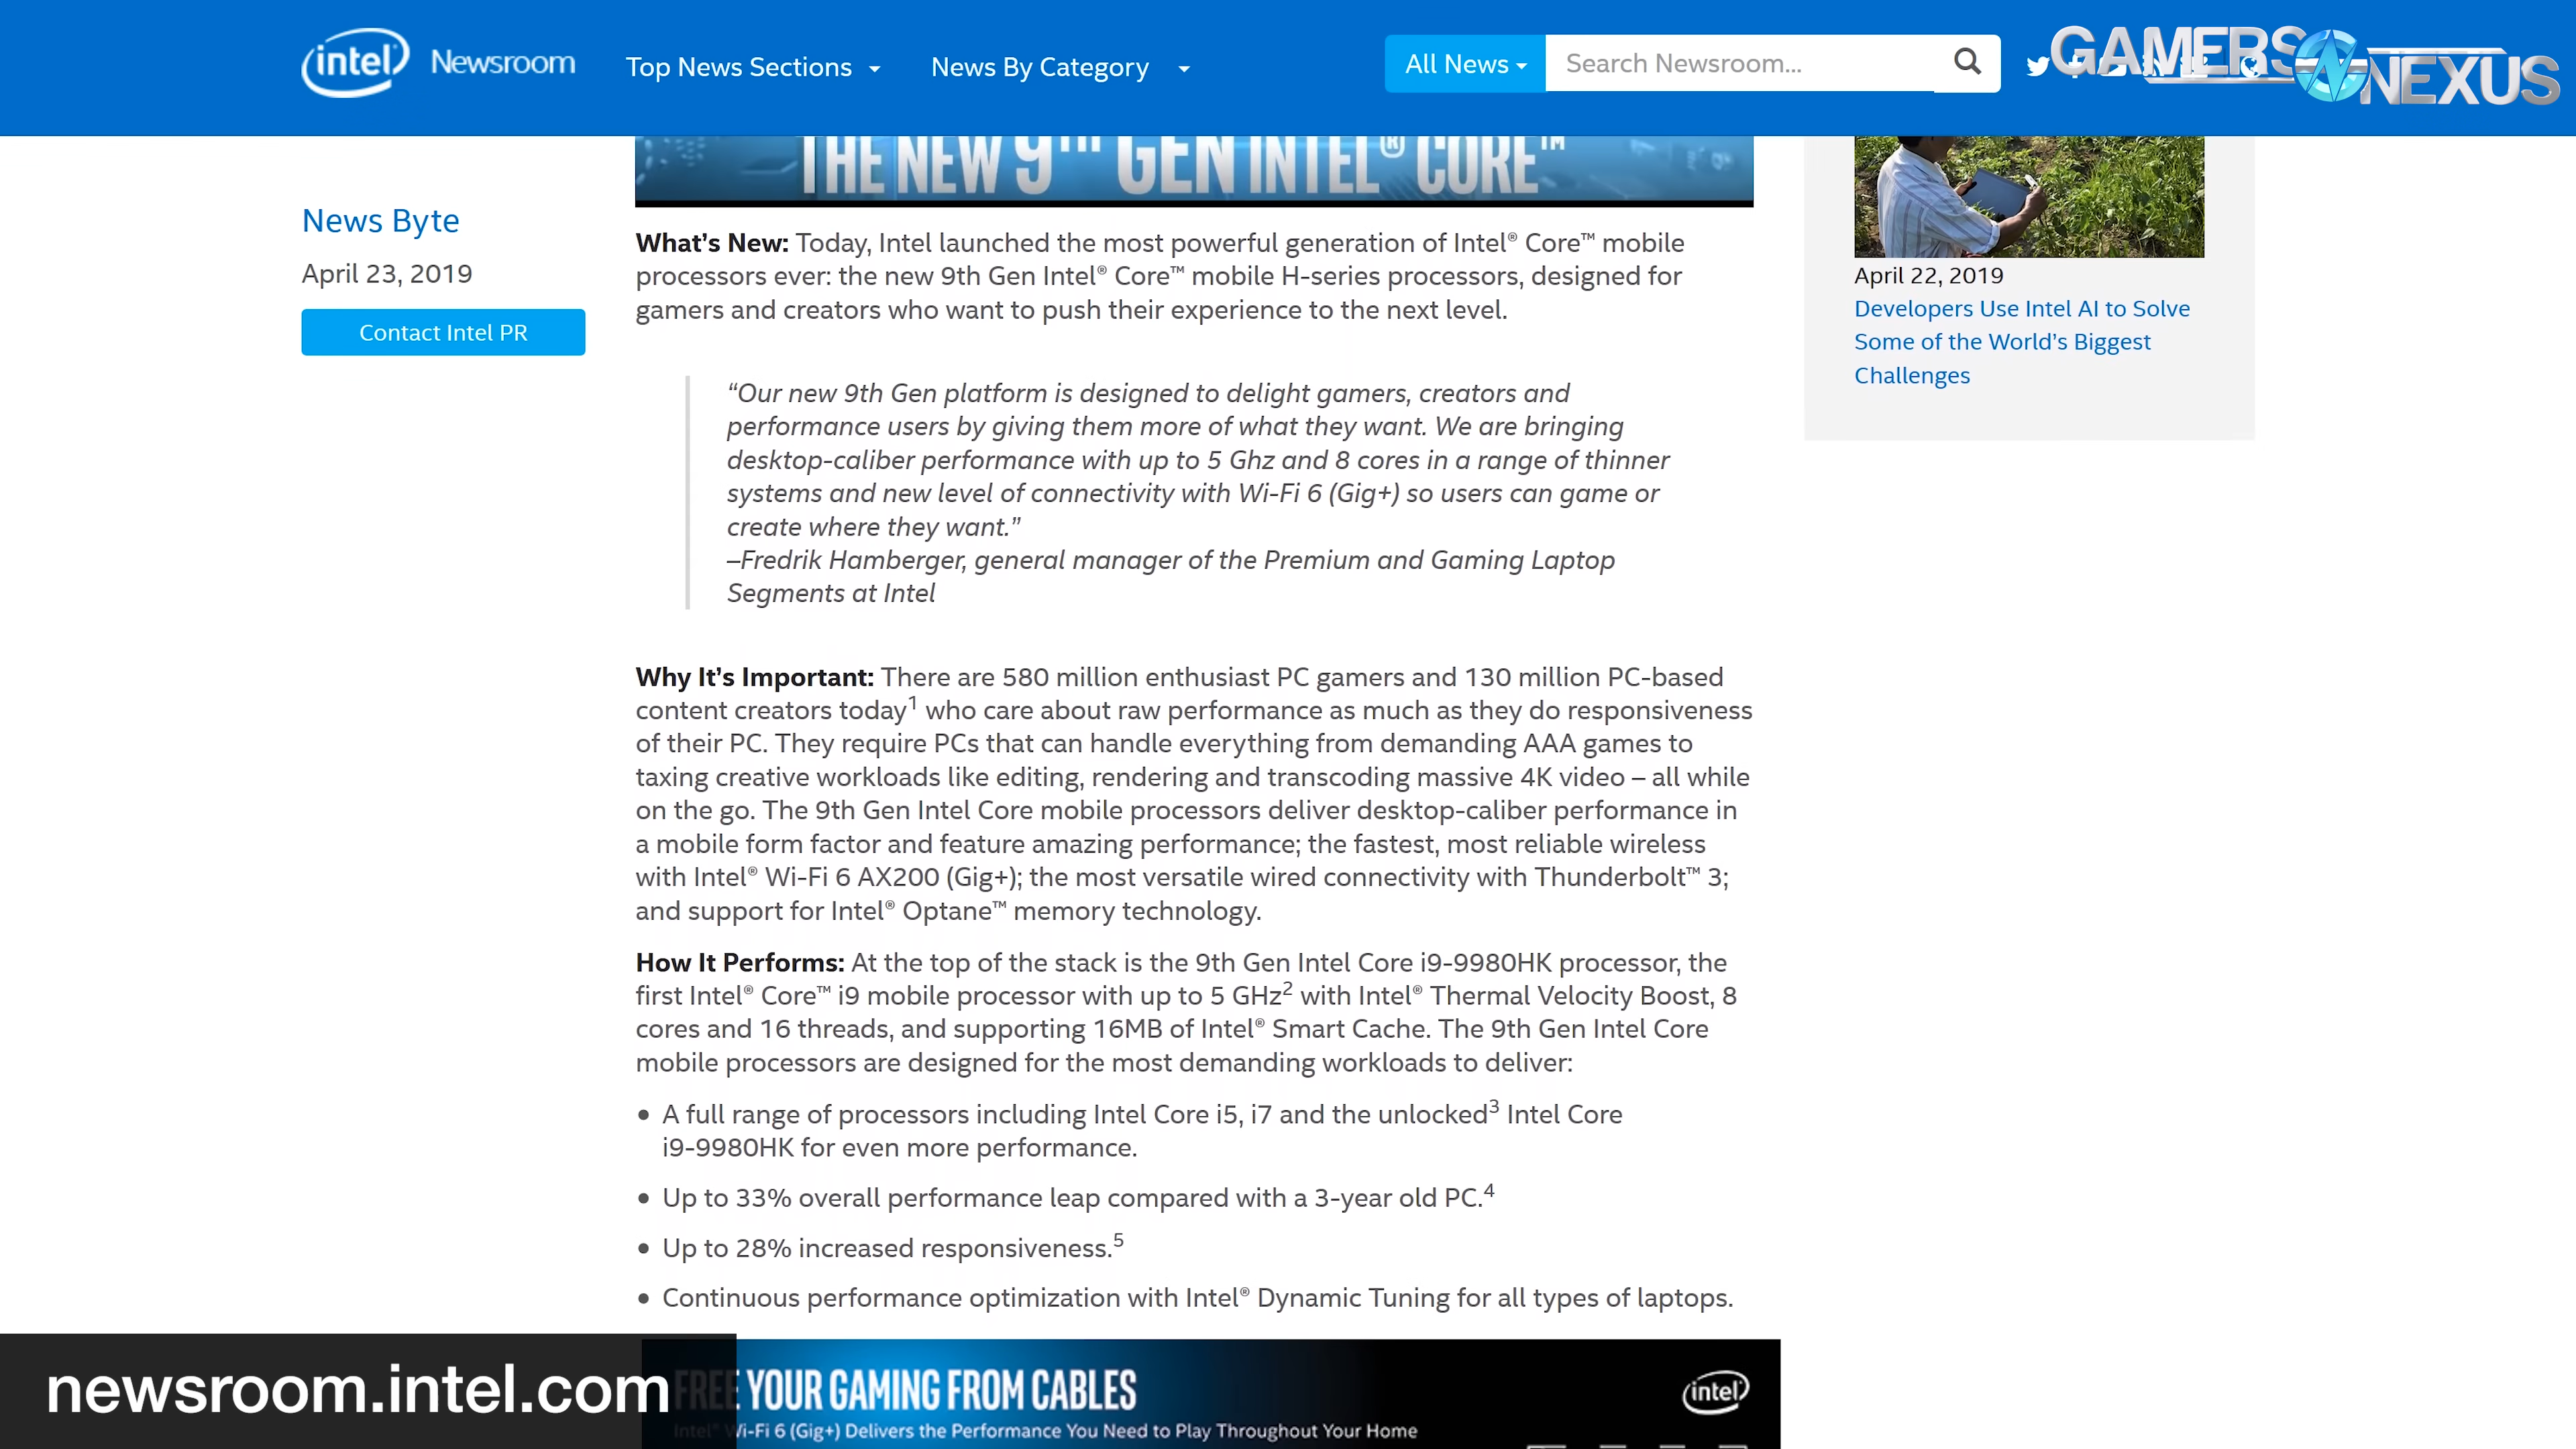 intel Newsroom
Top News Sections
News By Category
All News
Search Newsroom...
GAMERS NEXUS
THE NEW 9TH GEN INTEL® CORE™
News Byte
April 23, 2019
Contact Intel PR
What’s New: Today, Intel launched the most powerful generation of Intel® Core™ mobile
processors ever: the new 9th Gen Intel® Core™ mobile H-series processors, designed for
gamers and creators who want to push their experience to the next level.
“Our new 9th Gen platform is designed to delight gamers, creators and
performance users by giving them more of what they want. We are bringing
desktop-caliber performance with up to 5 Ghz and 8 cores in a range of thinner
systems and new level of connectivity with Wi-Fi 6 (Gig+) so users can game or
create where they want.”
–Fredrik Hamberger, general manager of the Premium and Gaming Laptop
Segments at Intel
Why It’s Important: There are 580 million enthusiast PC gamers and 130 million PC-based
content creators today1 who care about raw performance as much as they do responsiveness
of their PC. They require PCs that can handle everything from demanding AAA games to
taxing creative workloads like editing, rendering and transcoding massive 4K video – all while
on the go. The 9th Gen Intel Core mobile processors deliver desktop-caliber performance in
a mobile form factor and feature amazing performance; the fastest, most reliable wireless
with Intel® Wi-Fi 6 AX200 (Gig+); the most versatile wired connectivity with Thunderbolt™ 3;
and support for Intel® Optane™ memory technology.
How It Performs: At the top of the stack is the 9th Gen Intel Core i9-9980HK processor, the
first Intel® Core™ i9 mobile processor with up to 5 GHz2 with Intel® Thermal Velocity Boost, 8
cores and 16 threads, and supporting 16MB of Intel® Smart Cache. The 9th Gen Intel Core
mobile processors are designed for the most demanding workloads to deliver:
• A full range of processors including Intel Core i5, i7 and the unlocked3 Intel Core
i9-9980HK for even more performance.
• Up to 33% overall performance leap compared with a 3-year old PC.4
• Up to 28% increased responsiveness.5
• Continuous performance optimization with Intel® Dynamic Tuning for all types of laptops.
April 22, 2019
Developers Use Intel AI to Solve
Some of the World’s Biggest
Challenges
FREE YOUR GAMING FROM CABLES
Intel® Wi-Fi 6 (Gig+) Delivers the Performance You Need to Play Throughout Your Home
intel
newsroom.intel.com